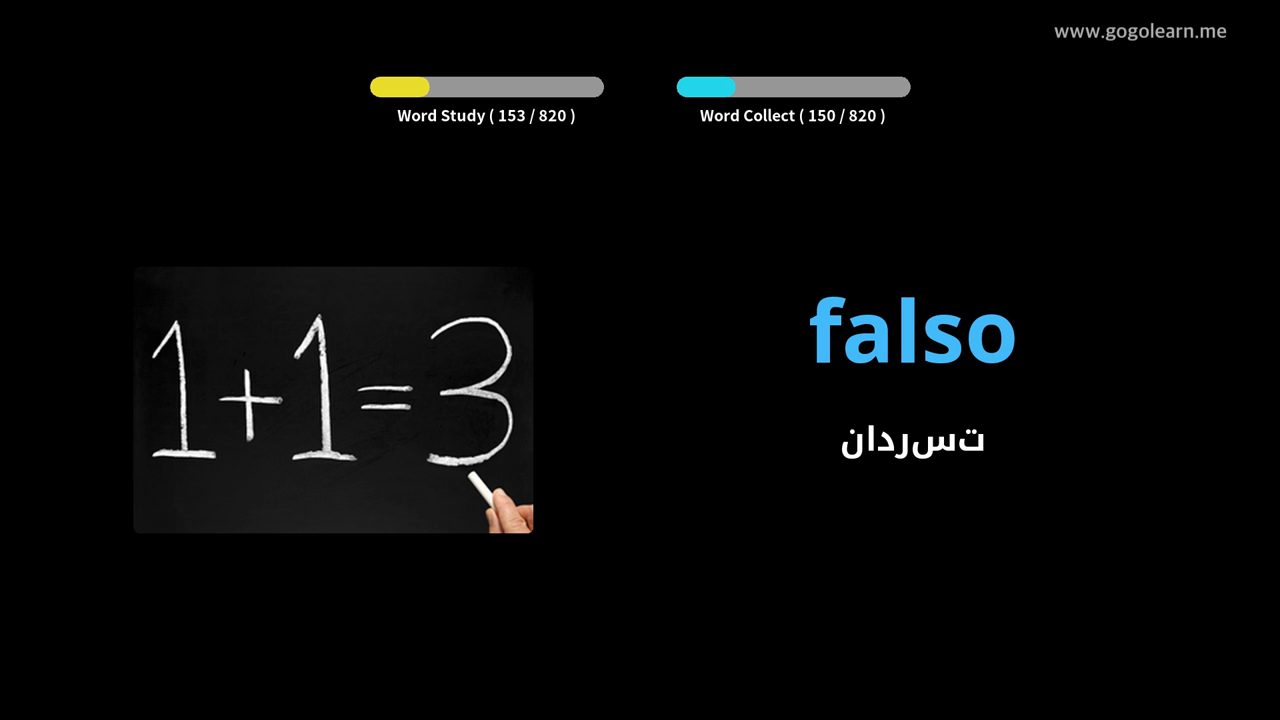 www.gogolearn.me
Word Study ( 153 / 820 )
Word Collect ( 150 / 820 )
1+1=3
falso
تسردان